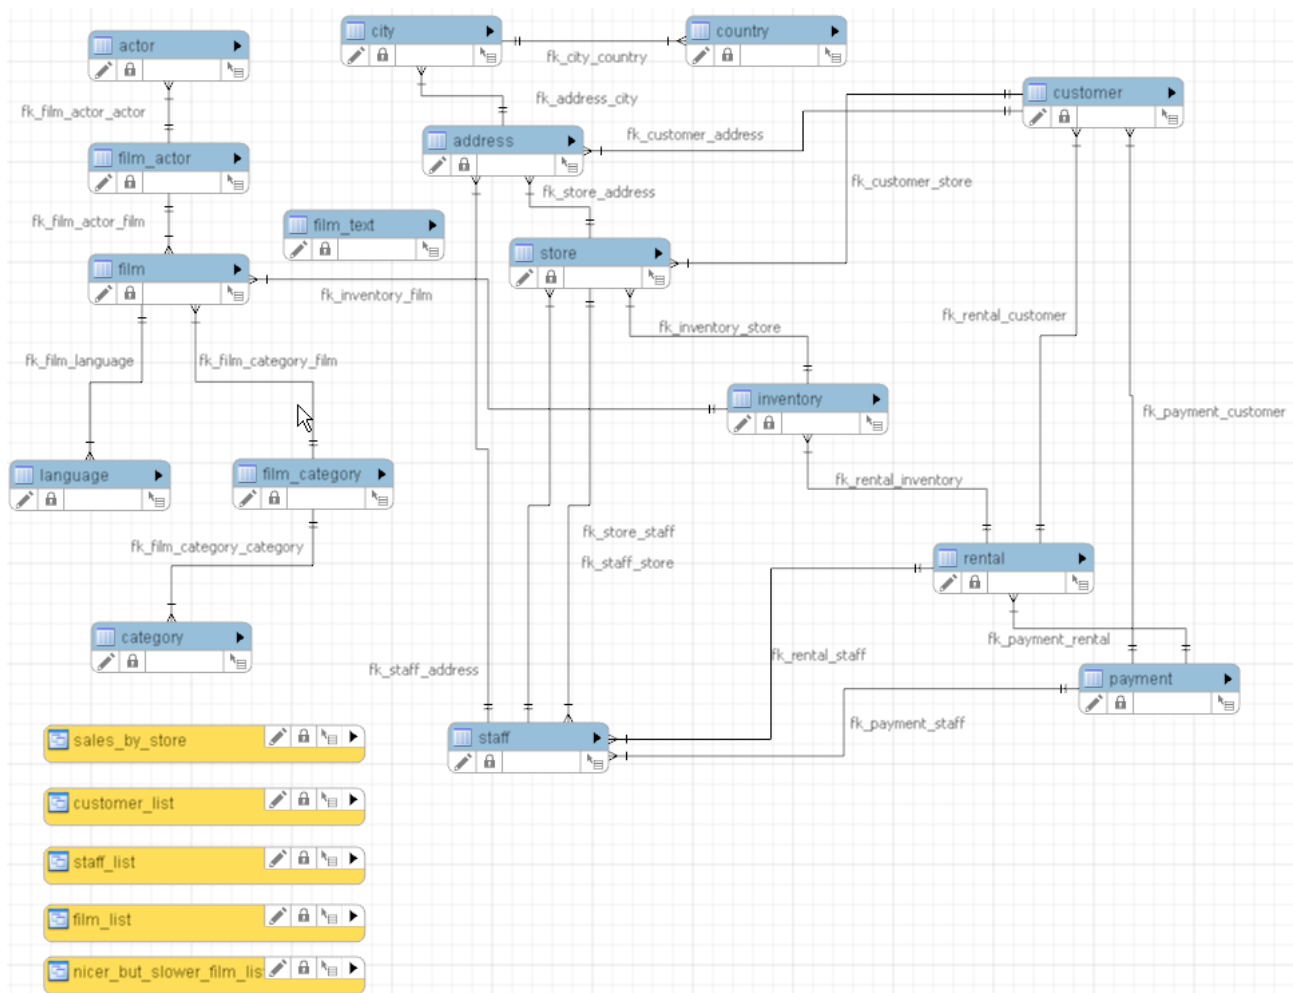 city
country
actor
fk_city_country
customer
fk_address_city
fk_film_actor_actor
fk_customer_address
address
film_actor
fk_customer_store
fk_store_address
fk_film_actor_film
film_text
store
film
fk_inventory_film
fk_rental_customer
fk_inventory_store
fk_film_language
fk_film_category_film
inventory
fk_payment_customer
language
film_category
fk_rental_inventory
fk_store_staff
fk_film_category_category
rental
fk_staff_store
category
fk_payment_rental
fk_rental_staff
fk_staff_address
payment
fk_payment_staff
staff
sales_by_store
customer_list
staff_list
film_list
nicer_but_slower_film_lis